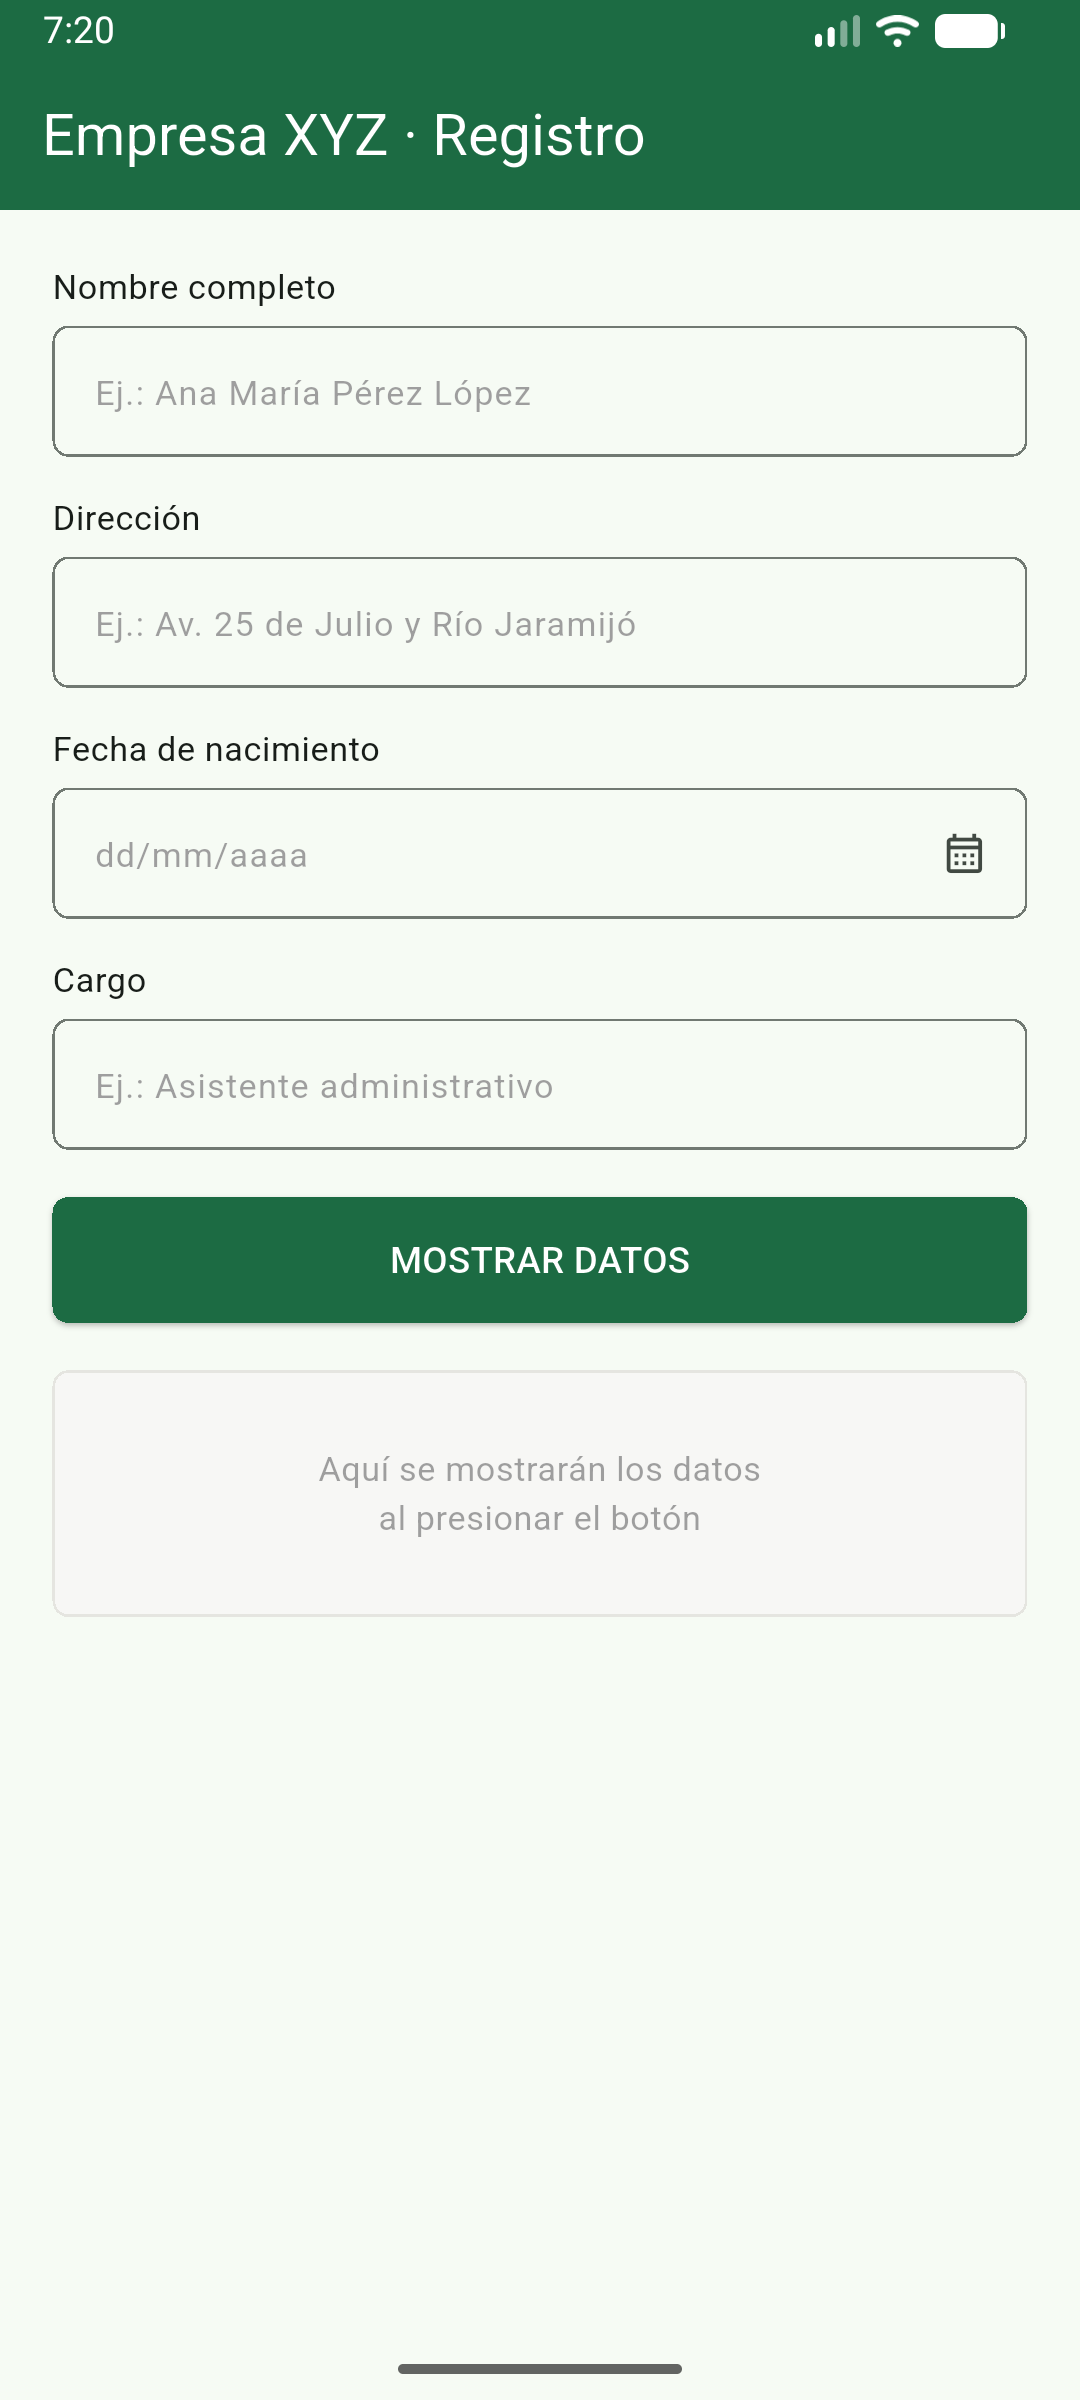 7:20
Empresa XYZ · Registro
Nombre completo
Ej.: Ana María Pérez López
Dirección
Ej.: Av. 25 de Julio y Río Jaramijó
Fecha de nacimiento
dd/mm/aaaa
Cargo
Ej.: Asistente administrativo
MOSTRAR DATOS
Aquí se mostrarán los datos
al presionar el botón